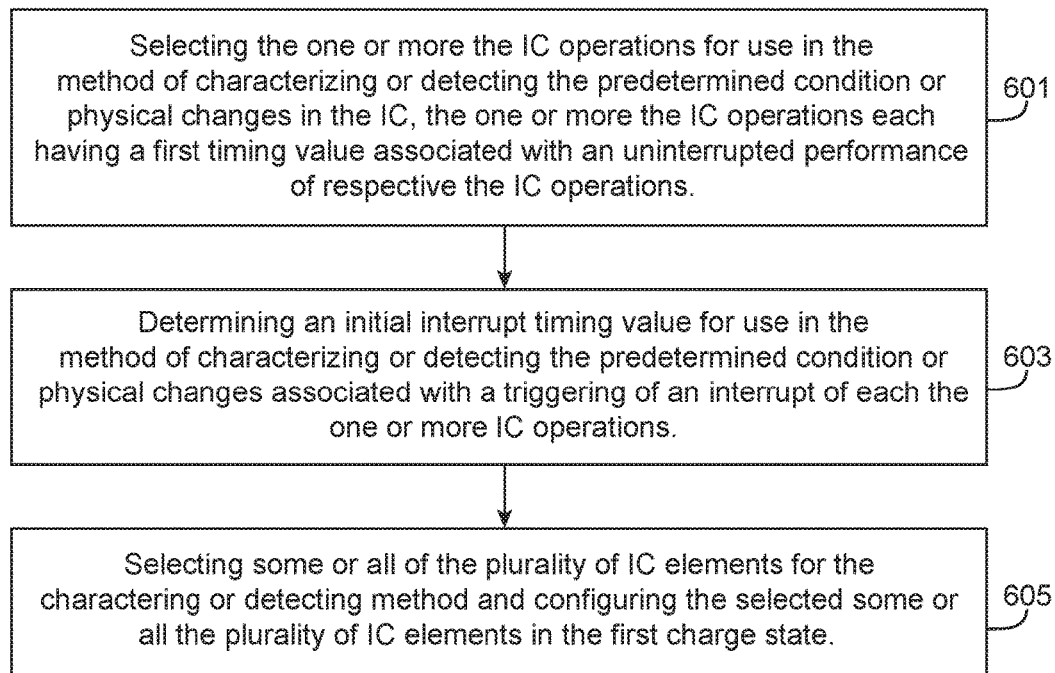 Selecting the one or more the IC operations for use in the
method of characterizing or detecting the predetermined condition or
physical changes in the IC, the one or more the IC operations each
having a first timing value associated with an uninterrupted performance
of respective the IC operations.
601
Determining an initial interrupt timing value for use in the
method of characterizing or detecting the predetermined condition or
physical changes associated with a triggering of an interrupt of each the
one or more IC operations.
603
Selecting some or all of the plurality of IC elements for the
charactering or detecting method and configuring the selected some or
all the plurality of IC elements in the first charge state.
605